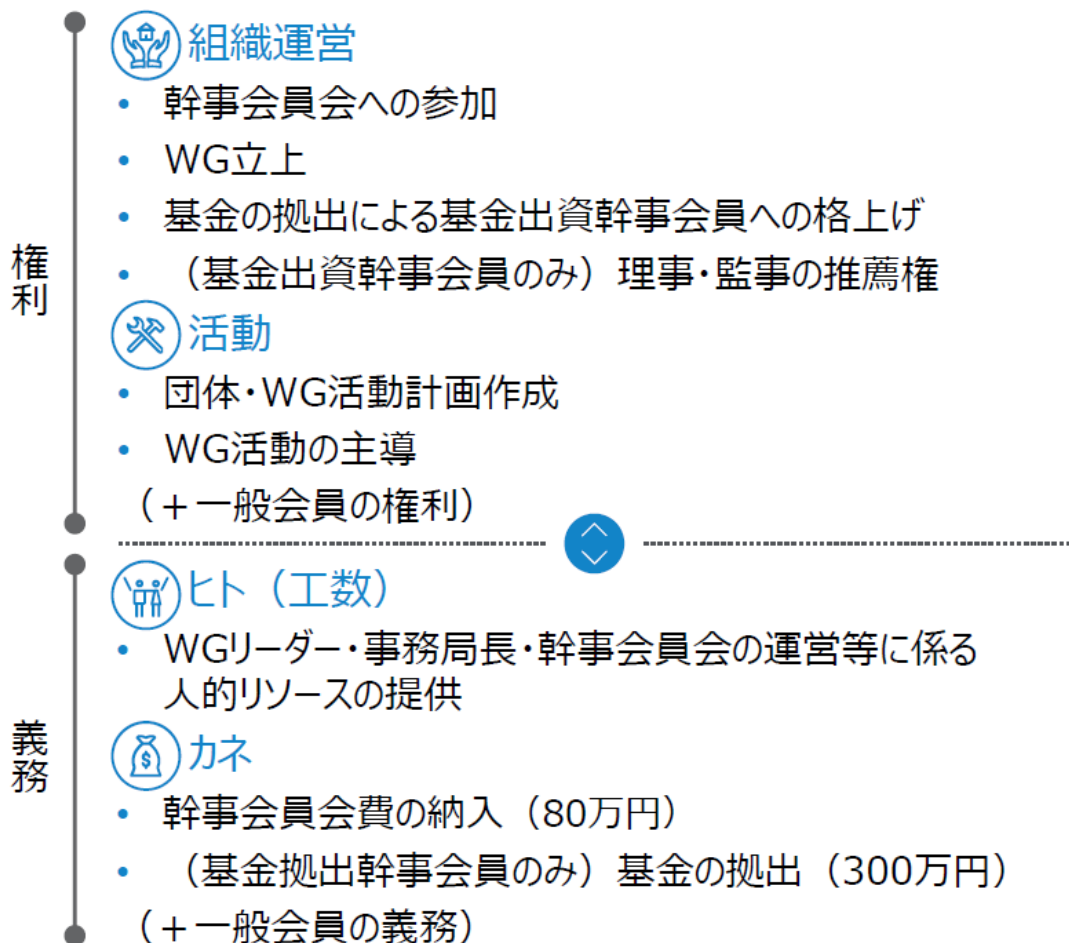 権利
組織運営
• 幹事会員会への参加
• WG立上
• 基金の拠出による基金出資幹事会員への格上げ
• （基金出資幹事会員のみ）理事・監事の推薦権
活動
• 団体・WG活動計画作成
• WG活動の主導
（＋一般会員の権利）
義務
ヒト（工数）
• WGリーダー・事務局長・幹事会員会の運営等に係る
人的リソースの提供
カネ
• 幹事会員会費の納入（80万円）
• （基金拠出幹事会員のみ）基金の拠出（300万円）
（＋一般会員の義務）